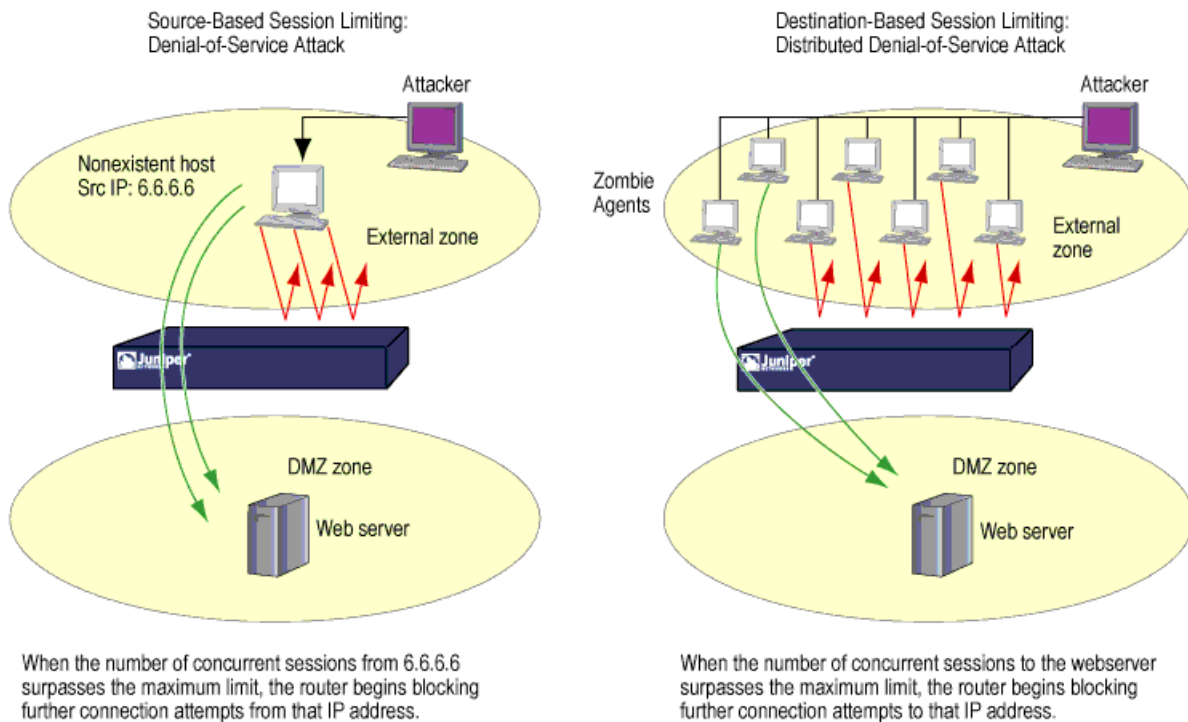 Source-Based Session Limiting:
Denial-of-Service Attack
Attacker
Nonexistent host
Src IP: 6.6.6.6
External zone
Juniper
NETWORKS
DMZ zone
Web server
When the number of concurrent sessions from 6.6.6.6
surpasses the maximum limit, the router begins blocking
further connection attempts from that IP address.
Destination-Based Session Limiting:
Distributed Denial-of-Service Attack
Attacker
Zombie
Agents
External
zone
Juniper
NETWORKS
DMZ zone
Web server
When the number of concurrent sessions to the webserver
surpasses the maximum limit, the router begins blocking
further connection attempts to that IP address.